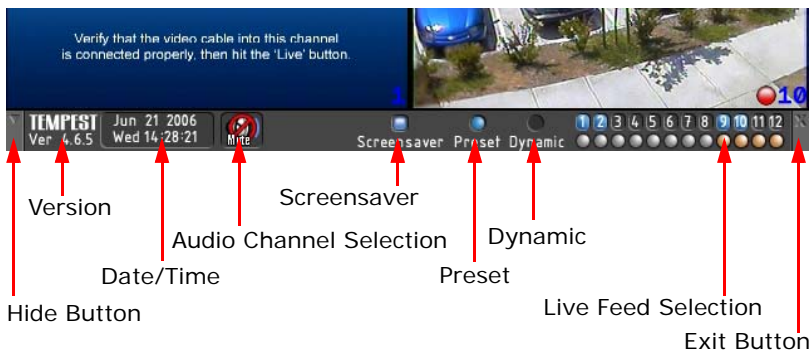 Verify that the video cable into this channel
is connected properly, then hit the 'Live' button.
1
10
TEMPEST
Ver 4.6.5
Jun 21 2006
Wed 14:28:21
Mute
Screensaver Preset Dynamic
1 2 3 4 5 6 7 8 9 10 11 12
X
Version
Screensaver
Audio Channel Selection
Dynamic
Date/Time
Preset
Hide Button
Live Feed Selection
Exit Button